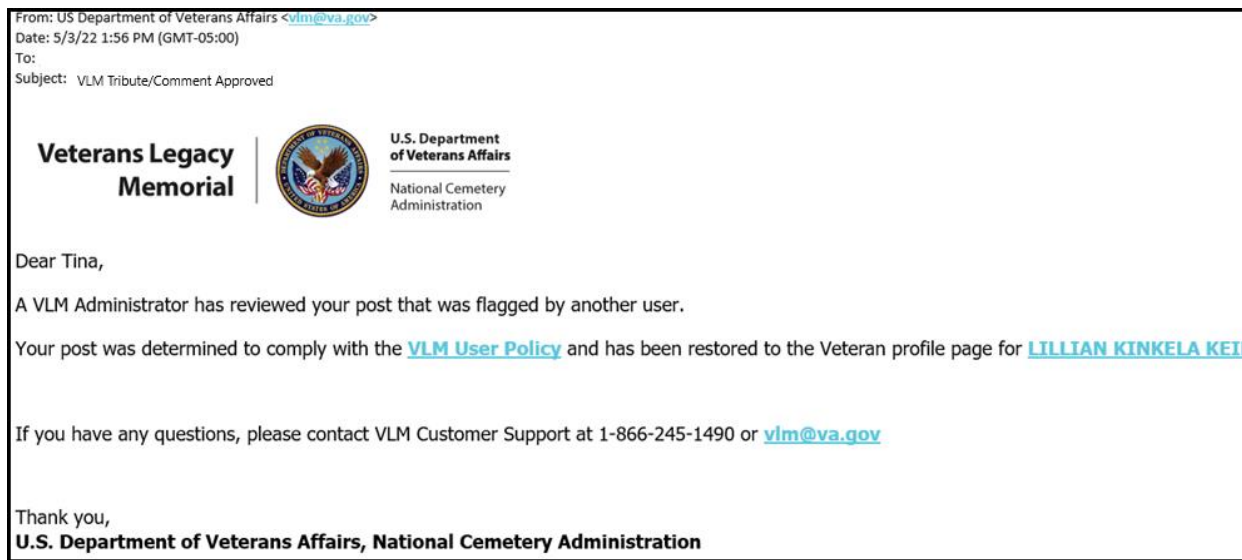 From: US Department of Veterans Affairs <vlm@va.gov>
Date: 5/3/22 1:56 PM (GMT-05:00)
To:
Subject: VLM Tribute/Comment Approved
Veterans Legacy
Memorial
U.S. Department
of Veterans Affairs
National Cemetery
Administration
Dear Tina,
A VLM Administrator has reviewed your post that was flagged by another user.
Your post was determined to comply with the VLM User Policy and has been restored to the Veteran profile page for LILLIAN KINKELA
If you have any questions, please contact VLM Customer Support at 1-866-245-1490 or vlm@va.gov
Thank you,
U.S. Department of Veterans Affairs, National Cemetery Administration